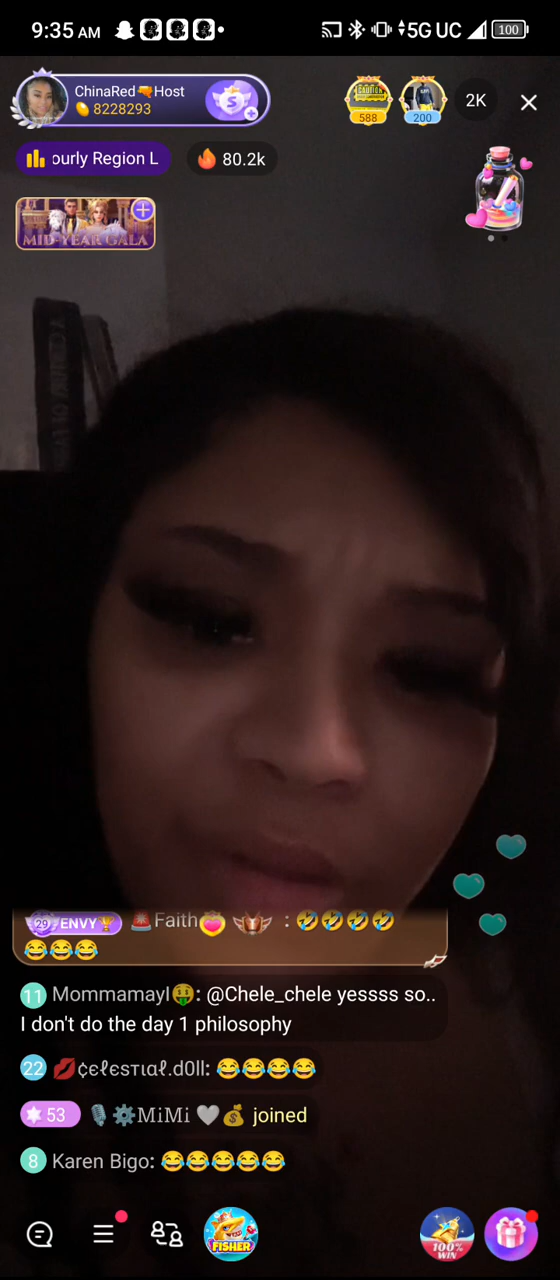 9:35 AM
5G UC
100
ChinaRed🔫Host
8228293
S
CAUTION
588
200
2K
ourly Region L
80.2k
MID-YEAR GALA
29 ENVY🏆 🚨Faith💟 : 🤣🤣🤣🤣
😂😂😂
11 Mommamayl🤑: @Chele_chele yessss so..
I don't do the day 1 philosophy
22 💋¢єℓєѕтιαℓ.d0ll: 😂😂😂😂
53 🎙️⚙️MiMi 🤍💰 joined
8 Karen Bigo: 😂😂😂😂😂
FISHER
100%
WIN